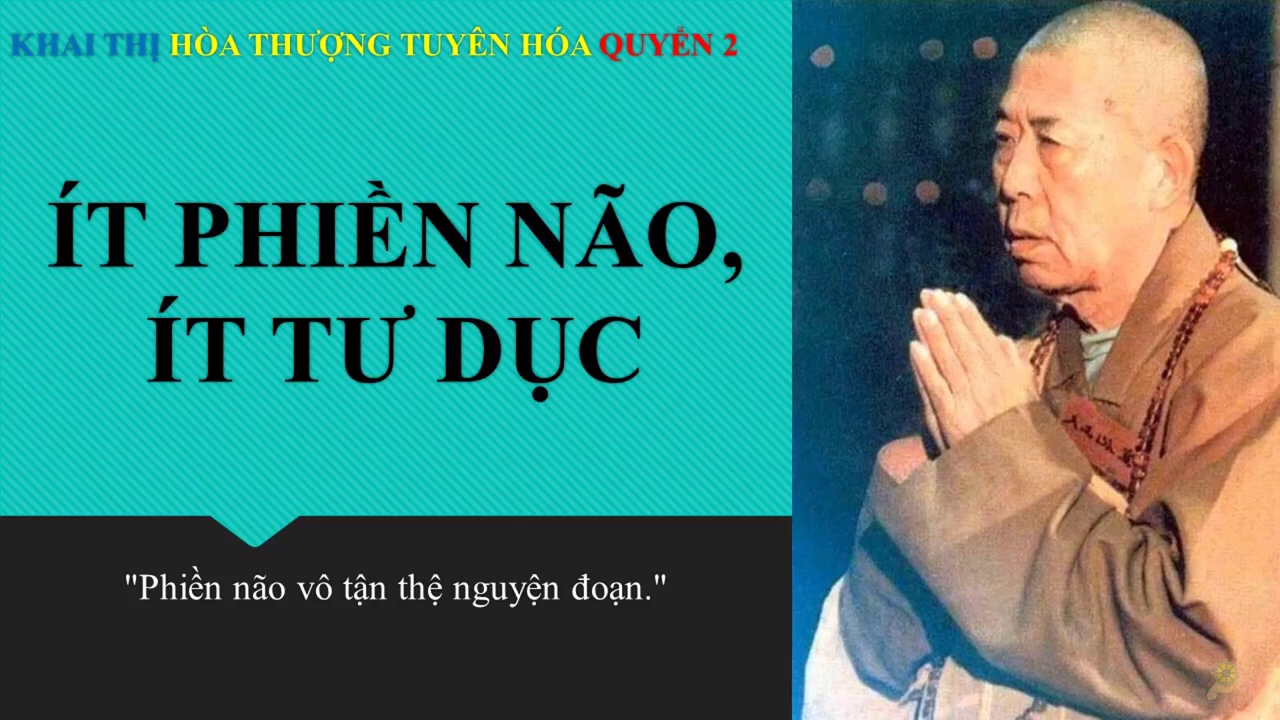 KHAI THỊ HÒA THƯỢNG TUYÊN HÓA QUYỂN 2
ÍT PHIỀN NÃO,
ÍT TƯ DỤC
"Phiền não vô tận thệ nguyện đoạn."